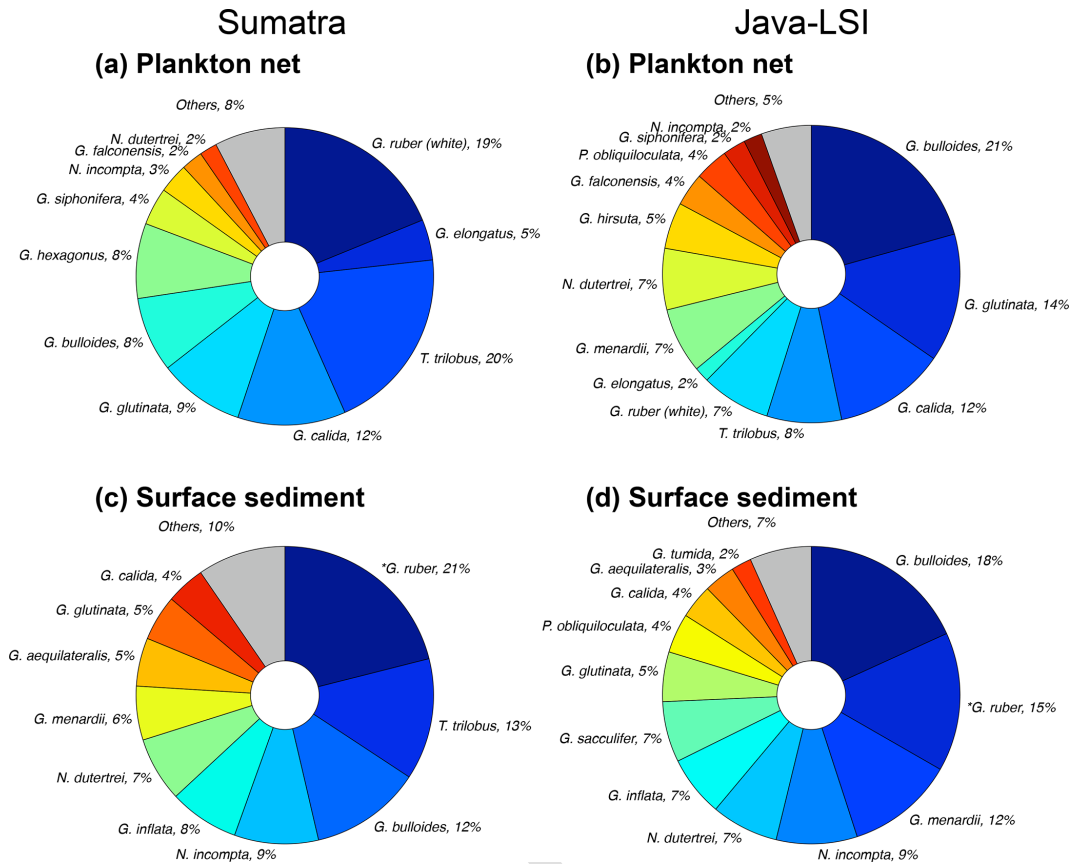 Sumatra
Java-LSI
(a) Plankton net
(b) Plankton net
Others, 8%
N. dutertrei, 2%
G. falconensis, 2%
N. incompta, 3%
G. siphonifera, 4%
G. hexagonus, 8%
G. bulloides, 8%
G. glutinata, 9%
G. calida, 12%
T. trilobus, 20%
G. elongatus, 5%
G. ruber (white), 19%
Others, 5%
N. incompta, 2%
G. siphonifera, 2%
P. obliquiloculata, 4%
G. falconensis, 4%
G. hirsuta, 5%
N. dutertrei, 7%
G. menardii, 7%
G. elongatus, 2%
G. ruber (white), 7%
T. trilobus, 8%
G. calida, 12%
G. glutinata, 14%
G. bulloides, 21%
(c) Surface sediment
(d) Surface sediment
Others, 10%
G. calida, 4%
G. glutinata, 5%
G. aequilateralis, 5%
G. menardii, 6%
N. dutertrei, 7%
G. inflata, 8%
N. incompta, 9%
G. bulloides, 12%
T. trilobus, 13%
*G. ruber, 21%
Others, 7%
G. tumida, 2%
G. aequilateralis, 3%
G. calida, 4%
P. obliquiloculata, 4%
G. glutinata, 5%
G. sacculifer, 7%
G. inflata, 7%
N. dutertrei, 7%
N. incompta, 9%
G. menardii, 12%
*G. ruber, 15%
G. bulloides, 18%